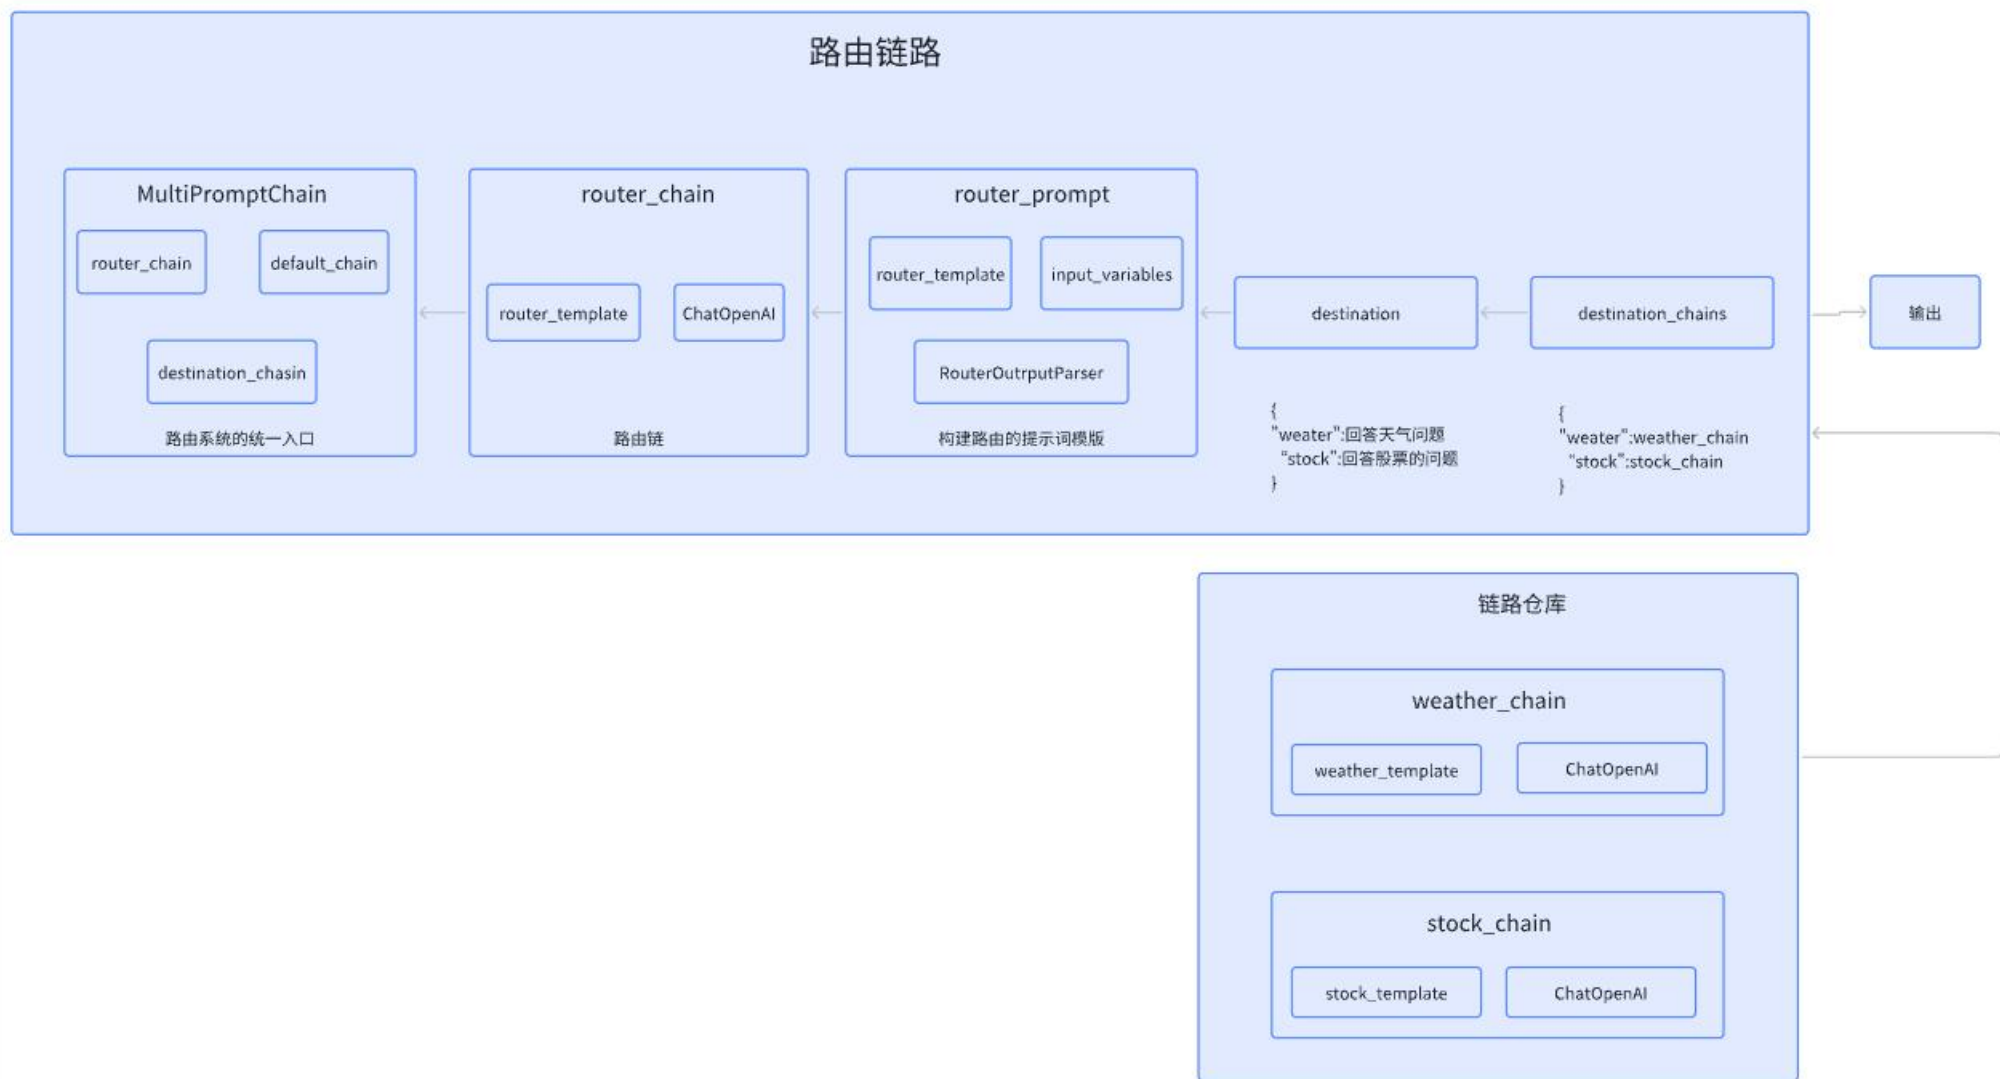 路由链路
MultiPromptChain
router_chain
default_chain
destination_chasin
路由系统的统一入口
router_chain
router_template
ChatOpenAI
路由链
router_prompt
router_template
input_variables
RouterOutrputParser
构建路由的提示词模版
destination
{
"weater":回答天气问题
"stock":回答股票的问题
}
destination_chains
{
"weater":weather_chain
"stock":stock_chain
}
输出
链路仓库
weather_chain
weather_template
ChatOpenAI
stock_chain
stock_template
ChatOpenAI